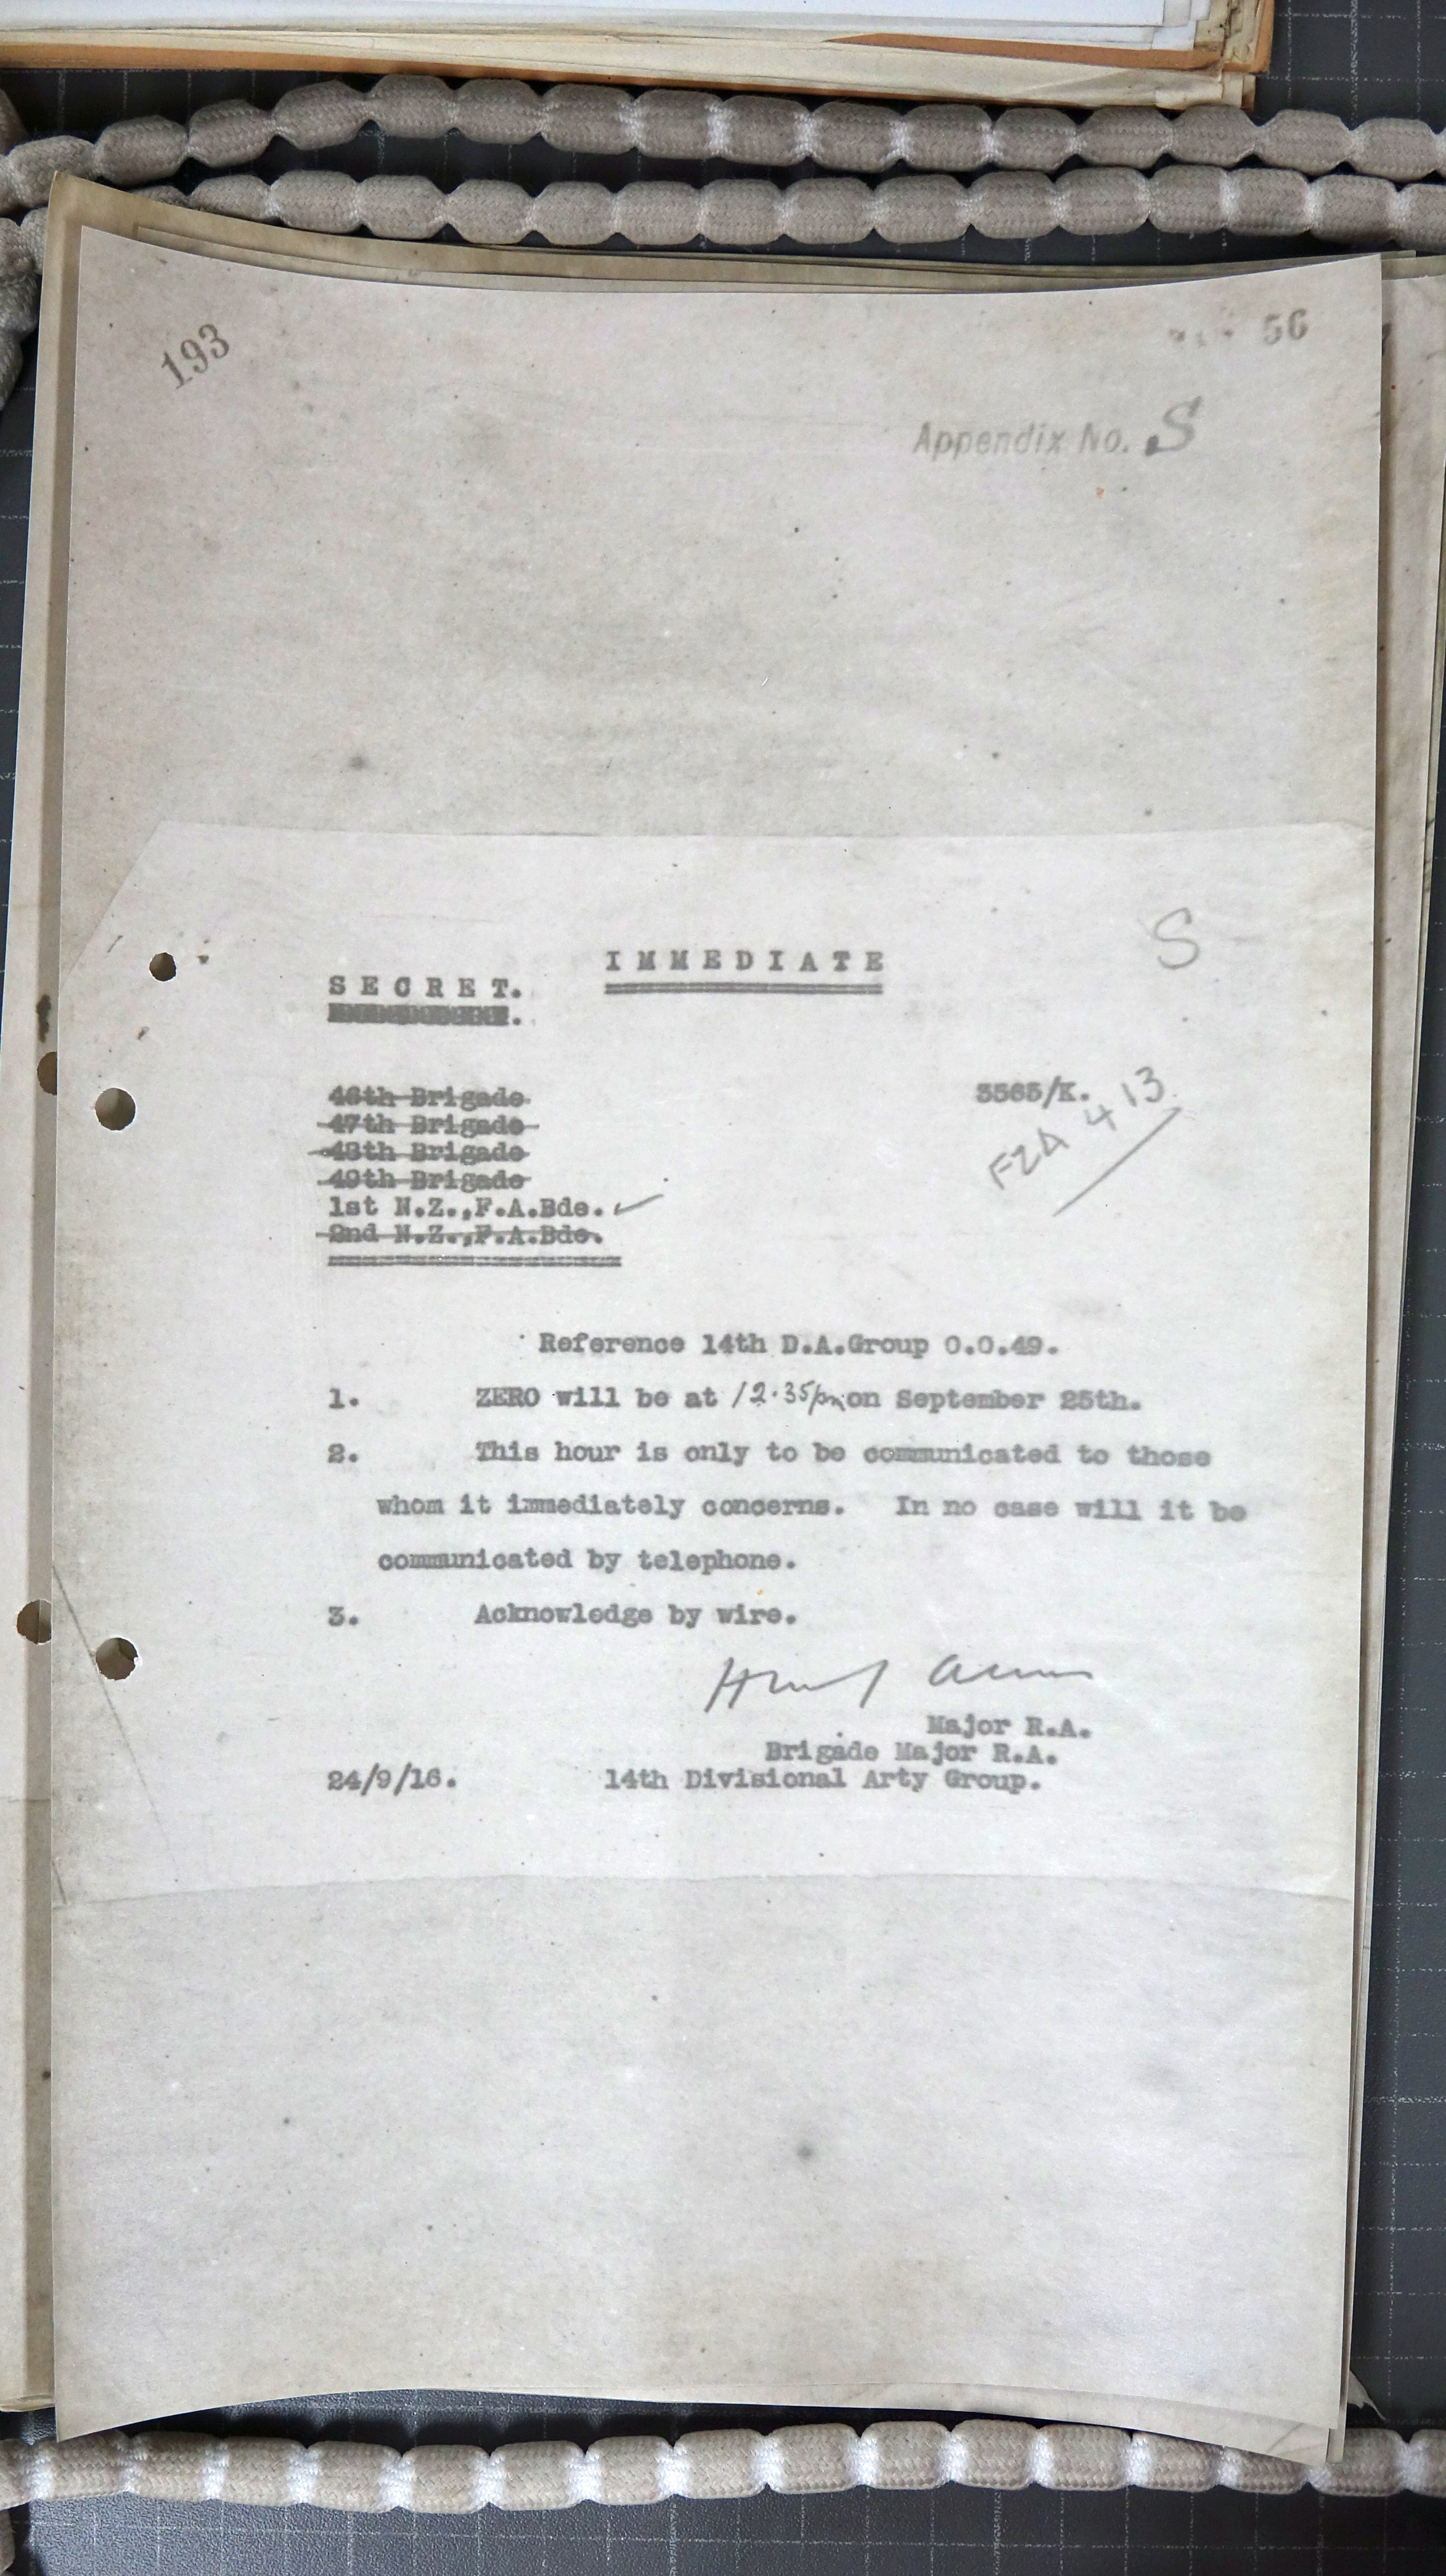 193
56
Appendix No. S
S
IMMEDIATE
SECRET.
46th Brigade
47th Brigade
48th Brigade
49th Brigade
1st N.Z.,F.A.Bde. ✓
2nd N.Z.,F.A.Bde.
3565/K.
FZA 413
Reference 14th D.A.Group O.O.49.
1. ZERO will be at 12.35pm on September 25th.
2. This hour is only to be communicated to those
whom it immediately concerns. In no case will it be
communicated by telephone.
3. Acknowledge by wire.
Major R.A.
Brigade Major R.A.
24/9/16. 14th Divisional Arty Group.